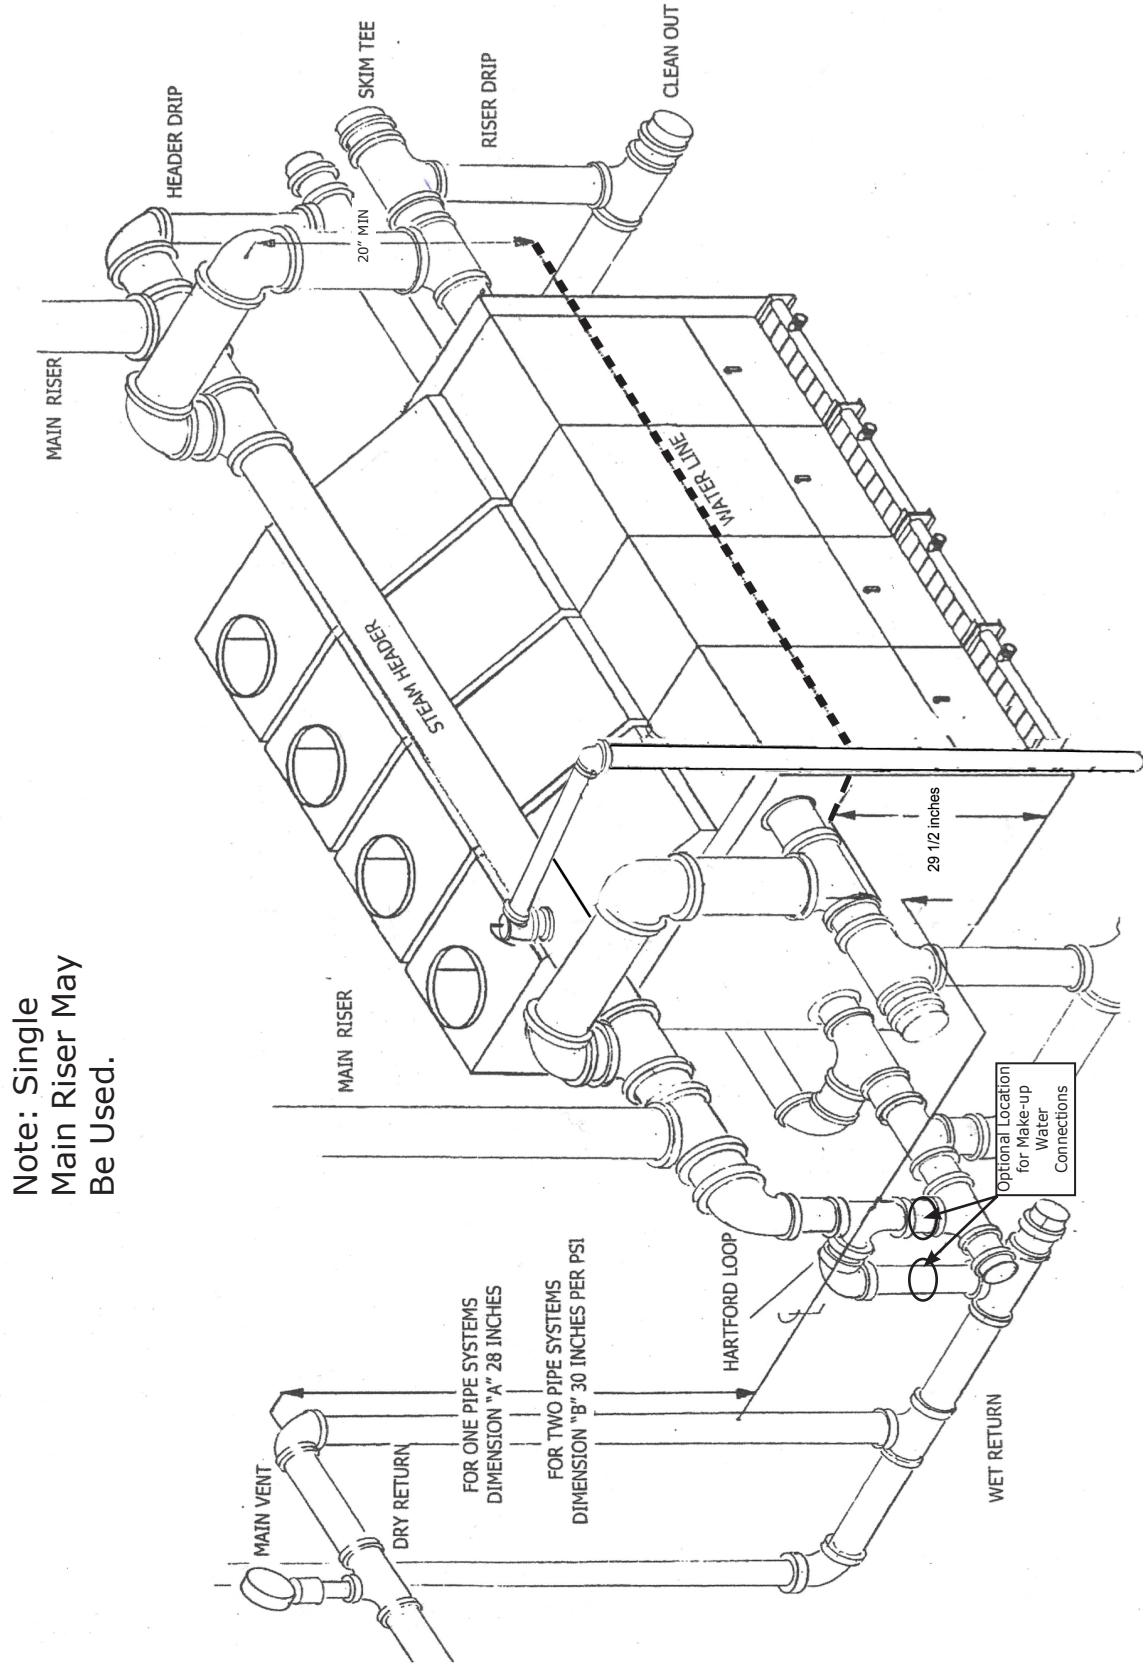 Note: Single
Main Riser May
Be Used.
MAIN RISER
HEADER DRIP
SKIM TEE
20" MIN
RISER DRIP
CLEAN OUT
STEAM HEADER
WATER LINE
MAIN RISER
29 1/2 inches
Optional Location
for Make-up
Water
Connections
MAIN VENT
DRY RETURN
FOR ONE PIPE SYSTEMS
DIMENSION "A" 28 INCHES
FOR TWO PIPE SYSTEMS
DIMENSION "B" 30 INCHES PER PSI
HARTFORD LOOP
WET RETURN